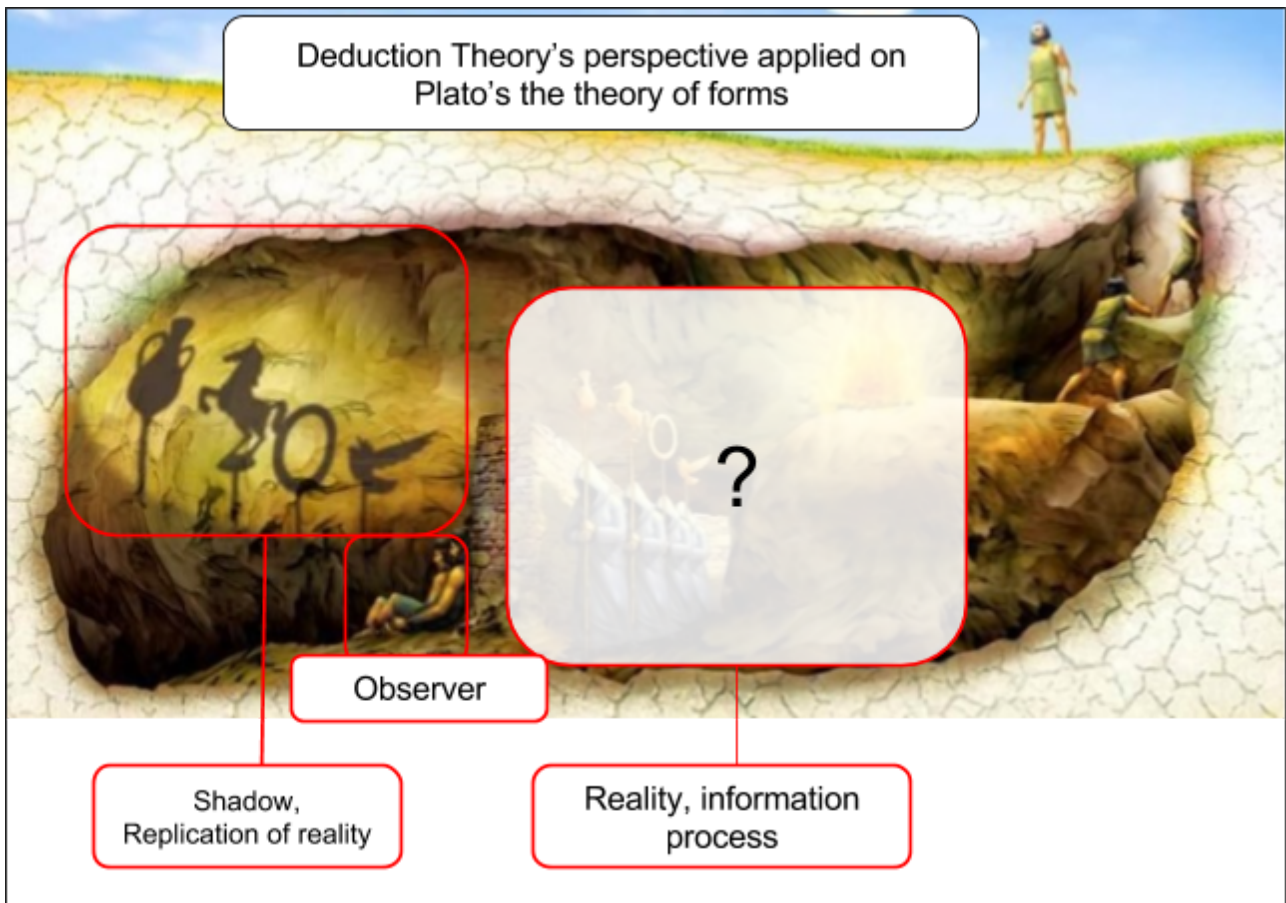 Deduction Theory's perspective applied on
Plato's the theory of forms
?
Observer
Shadow,
Replication of reality
Reality, information
process